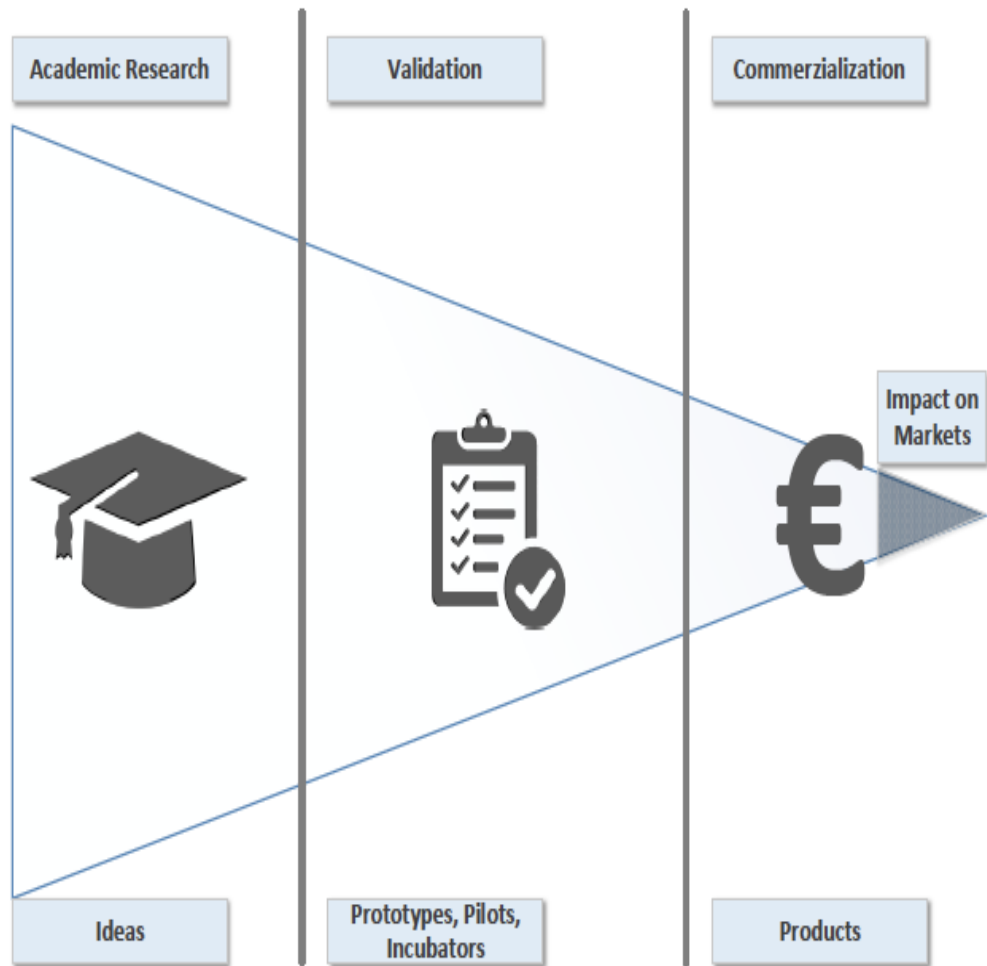 Academic Research
Validation
Commerzialization
Impact on
Markets
Ideas
Prototypes, Pilots,
Incubators
Products